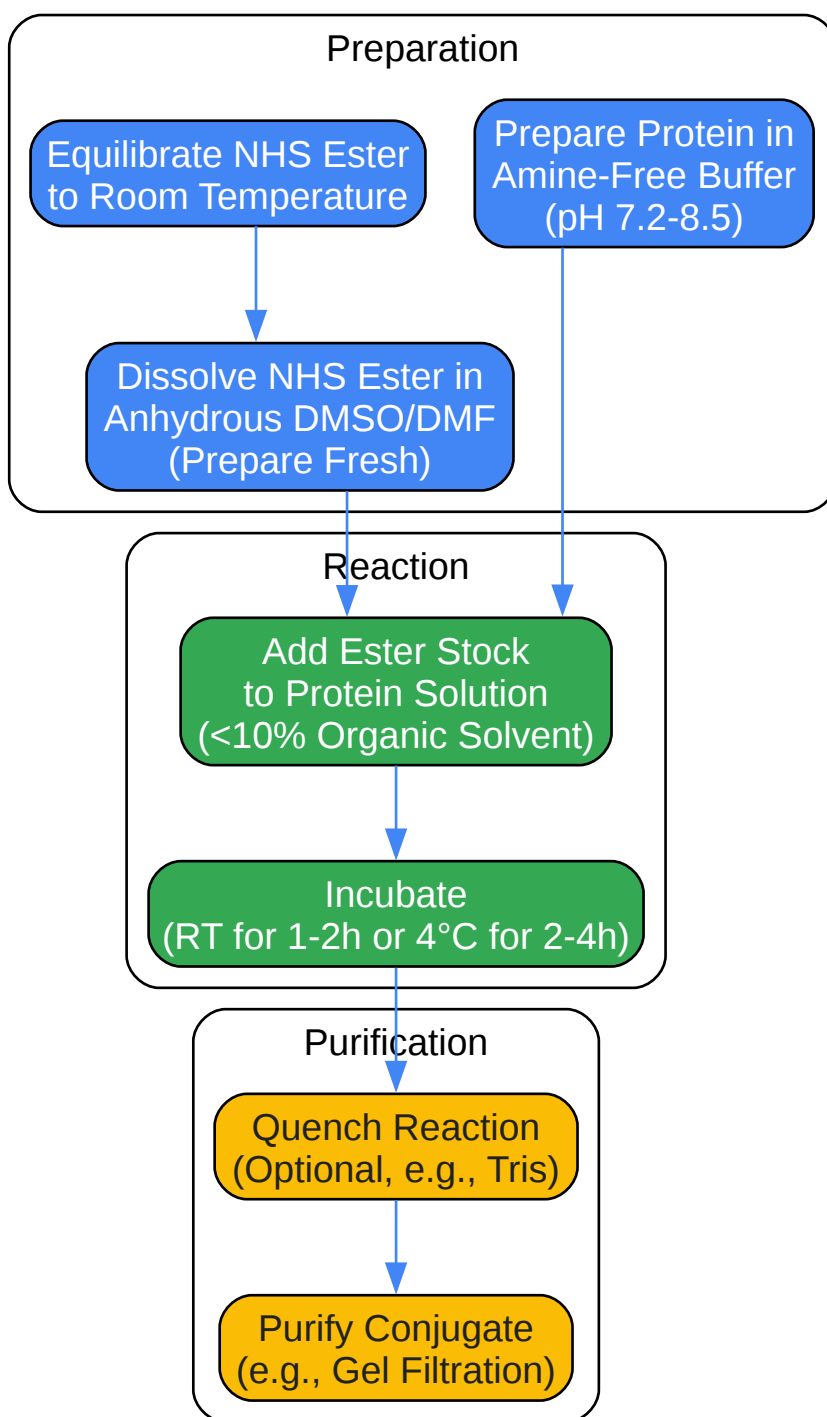 Preparation
Equilibrate NHS Ester
to Room Temperature
Prepare Protein in
Amine-Free Buffer
(pH 7.2-8.5)
Dissolve NHS Ester in
Anhydrous DMSO/DMF
(Prepare Fresh)
Reaction
Add Ester Stock
to Protein Solution
(<10% Organic Solvent)
Incubate
(RT for 1-2h or 4°C for 2-4h)
Purification
Quench Reaction
(Optional, e.g., Tris)
Purify Conjugate
(e.g., Gel Filtration)